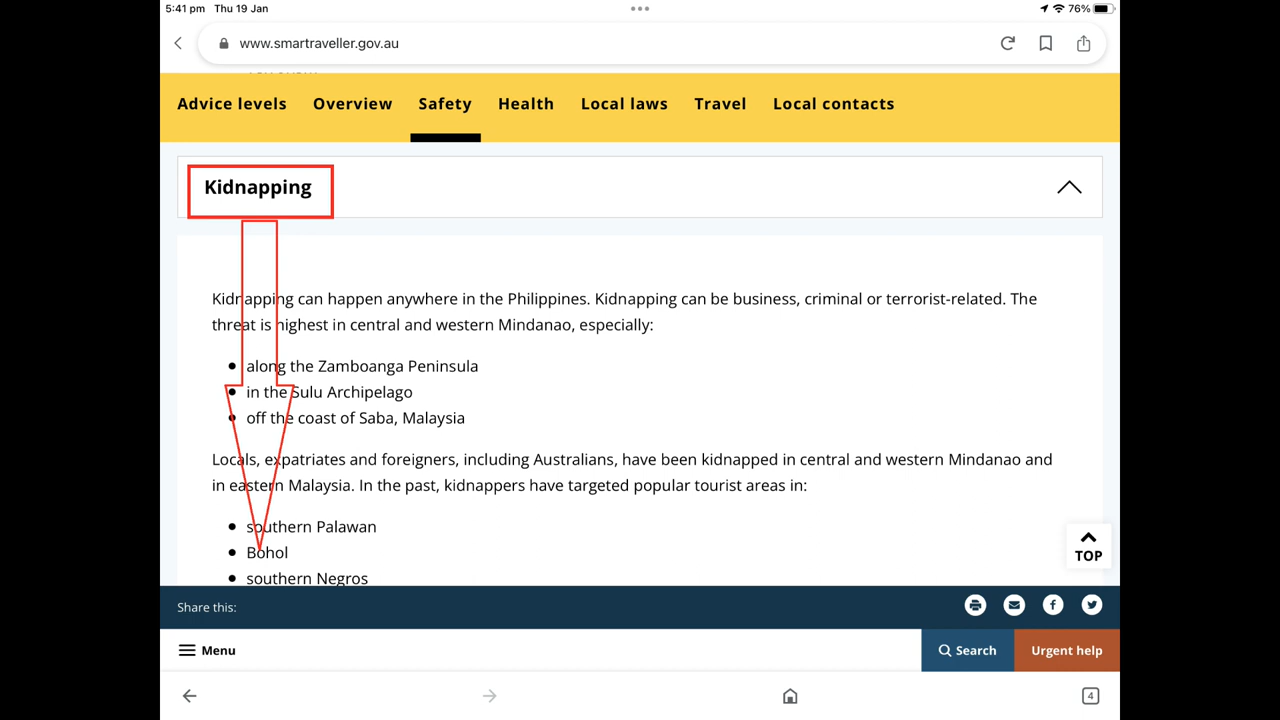 5:41 pm Thu 19 Jan
76%
www.smartraveller.gov.au
Advice levels Overview Safety Health Local laws Travel Local contacts
Kidnapping
Kidnapping can happen anywhere in the Philippines. Kidnapping can be business, criminal or terrorist-related. The
threat is highest in central and western Mindanao, especially:
along the Zamboanga Peninsula
in the Sulu Archipelago
off the coast of Saba, Malaysia
Locals, expatriates and foreigners, including Australians, have been kidnapped in central and western Mindanao and
in eastern Malaysia. In the past, kidnappers have targeted popular tourist areas in:
southern Palawan
Bohol
southern Negros
TOP
Share this:
Menu
Search
Urgent help
4